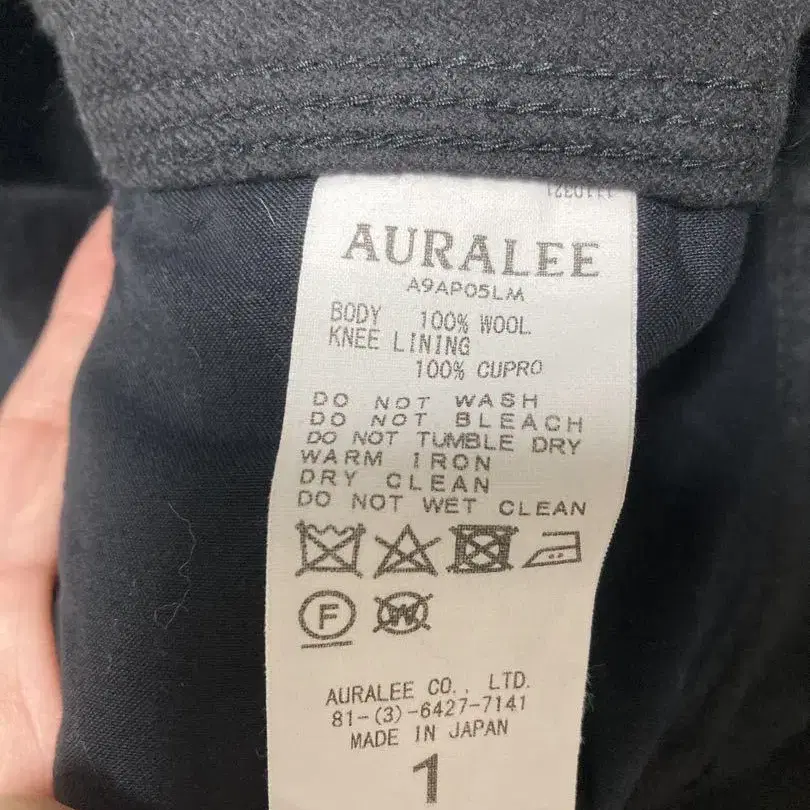 1110321
AURALEE
A9AP05LM
BODY 100% WOOL
KNEE LINING
100% CUPRO
DO NOT WASH
DO NOT BLEACH
DO NOT TUMBLE DRY
WARM IRON
DRY CLEAN
DO NOT WET CLEAN
F W
AURALEE CO., LTD.
81-(3)-6427-7141
MADE IN JAPAN
1